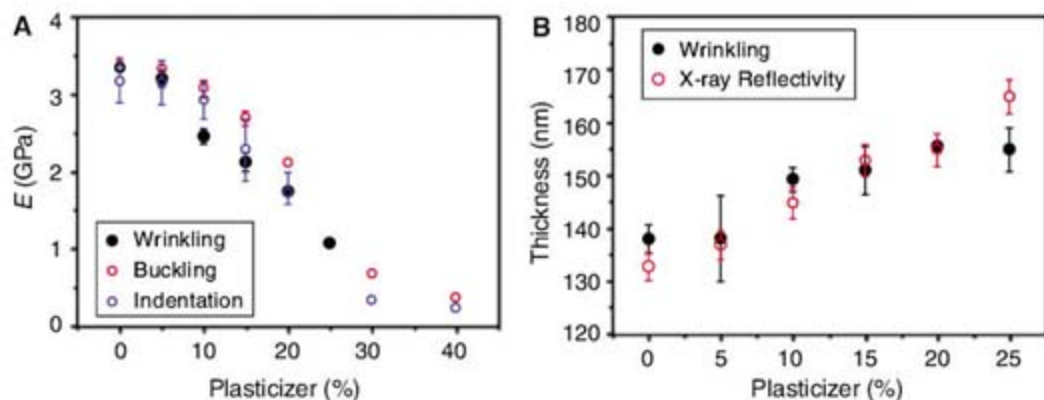 A
E (GPa)
4
3
2
1
0
Wrinkling
Buckling
Indentation
0 10 20 30 40
Plasticizer (%)
B
Thickness (nm)
180
170
160
150
140
130
120
Wrinkling
X-ray Reflectivity
0 5 10 15 20 25
Plasticizer (%)